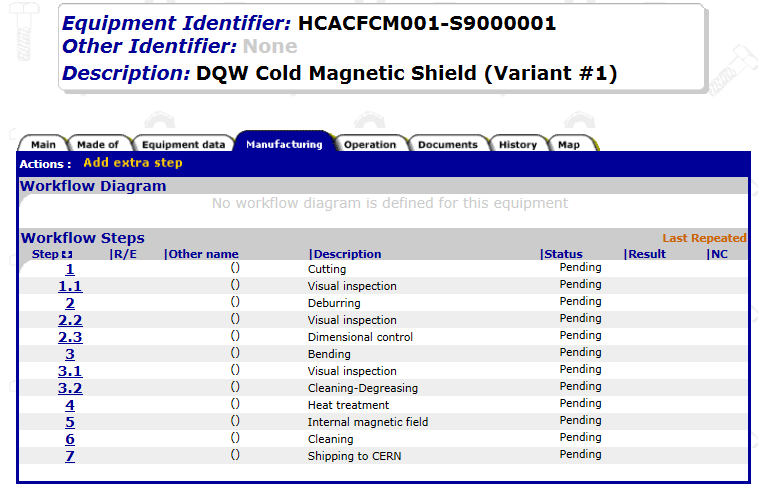 Equipment Identifier: HCACFCM001-S9000001
Other Identifier: None
Description: DQW Cold Magnetic Shield (Variant #1)
Main Made of Equipment data Manufacturing Operation Documents History Map
Actions : Add extra step
Workflow Diagram
No workflow diagram is defined for this equipment
Workflow Steps Last Repeated
Step |R/E |Other name |Description |Status |Result |NC
1 () Cutting Pending
1.1 () Visual inspection Pending
2 () Deburring Pending
2.2 () Visual inspection Pending
2.3 () Dimensional control Pending
3 () Bending Pending
3.1 () Visual inspection Pending
3.2 () Cleaning-Degreasing Pending
4 () Heat treatment Pending
5 () Internal magnetic field Pending
6 () Cleaning Pending
7 () Shipping to CERN Pending